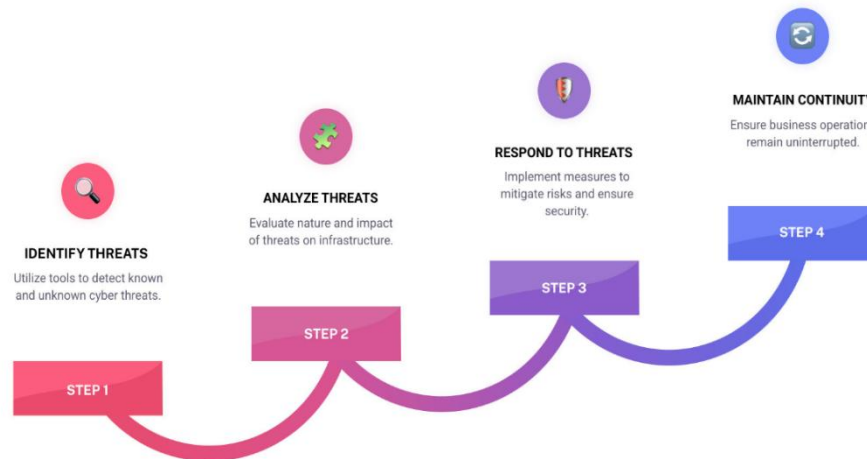 IDENTIFY THREATS
Utilize tools to detect known
and unknown cyber threats.
STEP 1
ANALYZE THREATS
Evaluate nature and impact
of threats on infrastructure.
STEP 2
RESPOND TO THREATS
Implement measures to
mitigate risks and ensure
security.
STEP 3
MAINTAIN CONTINUITY
Ensure business operation
remain uninterrupted.
STEP 4